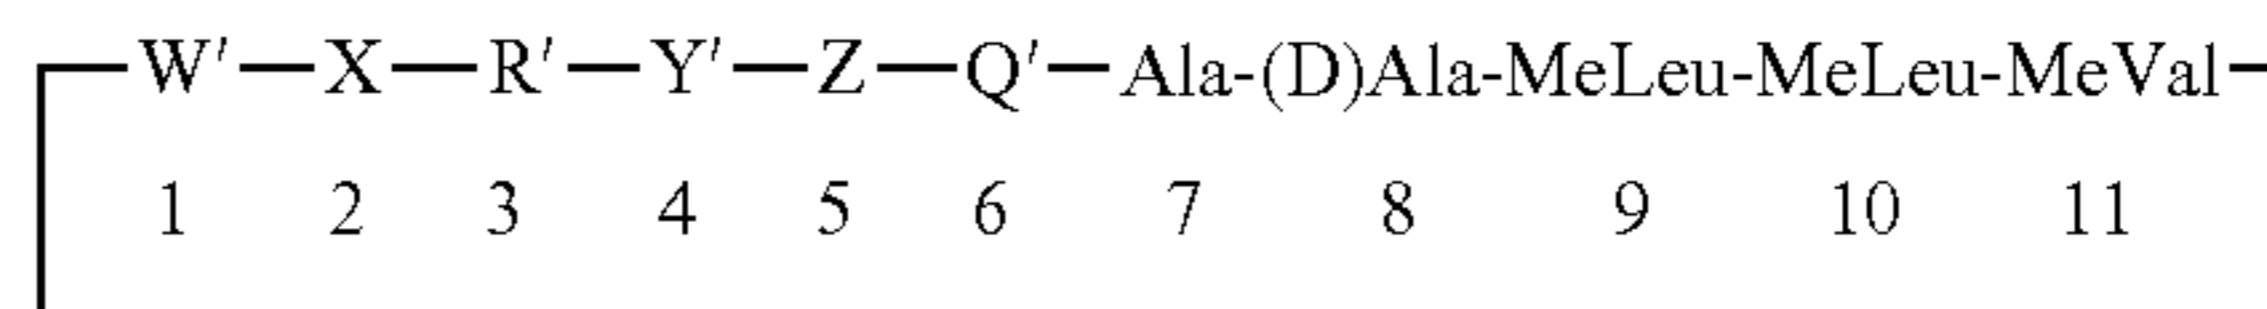 W′—X—R′—Y′—Z—Q′—Ala-(D)Ala-MeLeu-MeLeu-MeVal—
1 2 3 4 5 6 7 8 9 10 11